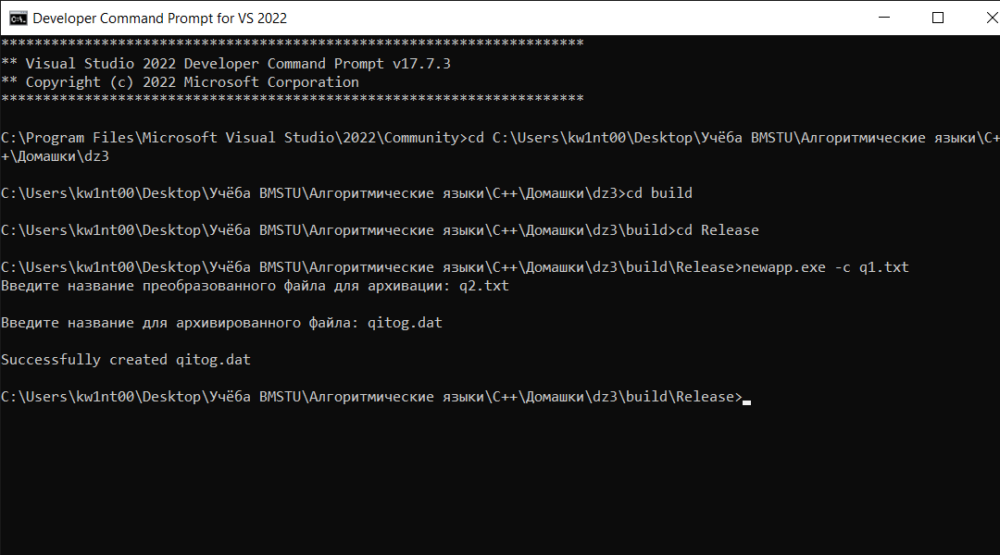 Developer Command Prompt for VS 2022
**********************************************************************
** Visual Studio 2022 Developer Command Prompt v17.7.3
** Copyright (c) 2022 Microsoft Corporation
**********************************************************************
C:\Program Files\Microsoft Visual Studio\2022\Community>cd C:\Users\kw1nt00\Desktop\Учёба BMSTU\Алгоритмические языки\C+
+\Домашки\dz3
C:\Users\kw1nt00\Desktop\Учёба BMSTU\Алгоритмические языки\C++\Домашки\dz3>cd build
C:\Users\kw1nt00\Desktop\Учёба BMSTU\Алгоритмические языки\C++\Домашки\dz3\build>cd Release
C:\Users\kw1nt00\Desktop\Учёба BMSTU\Алгоритмические языки\C++\Домашки\dz3\build\Release>newapp.exe -c q1.txt
Введите название преобразованного файла для архивации: q2.txt
Введите название для архивированного файла: qitog.dat
Successfully created qitog.dat
C:\Users\kw1nt00\Desktop\Учёба BMSTU\Алгоритмические языки\C++\Домашки\dz3\build\Release>